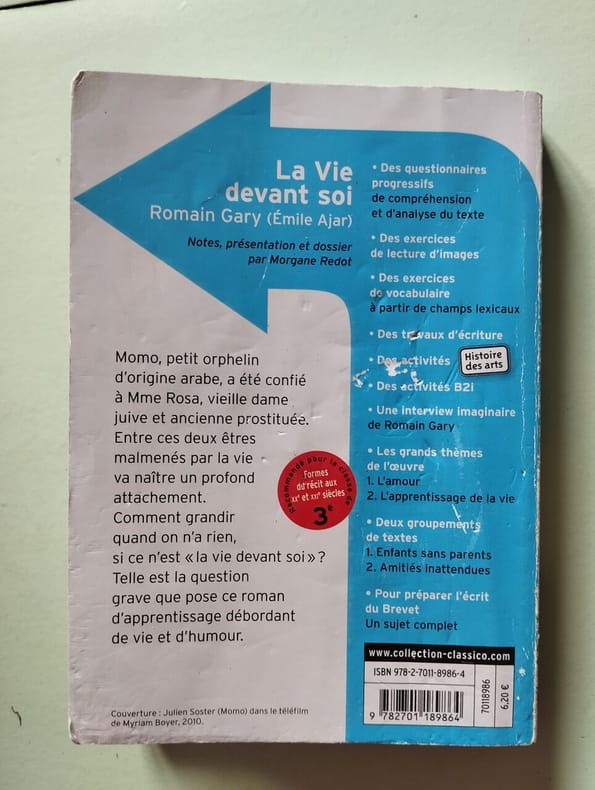 La Vie
devant soi
Romain Gary (Émile Ajar)
Notes, présentation et dossier
par Morgane Redot
Momo, petit orphelin
d'origine arabe, a été confié
à Mme Rosa, vieille dame
juive et ancienne prostituée.
Entre ces deux êtres
malmenés par la vie
va naître un profond
attachement.
Comment grandir
quand on n'a rien,
si ce n'est « la vie devant soi » ?
Telle est la question
grave que pose ce roman
d'apprentissage débordant
de vie et d'humour.
Recommandé pour la classe de
Formes
du récit aux
XXe et XXIe siècles
3e
• Des questionnaires
progressifs
de compréhension
et d'analyse du texte
• Des exercices
de lecture d'images
• Des exercices
de vocabulaire
à partir de champs lexicaux
• Des travaux d'écriture
• Des activités Histoire
des arts
• Des activités B2i
• Une interview imaginaire
de Romain Gary
• Les grands thèmes
de l'œuvre
1. L'amour
2. L'apprentissage de la vie
• Deux groupements
de textes
1. Enfants sans parents
2. Amitiés inattendues
• Pour préparer l'écrit
du Brevet
Un sujet complet
www.collection-classico.com
ISBN 978-2-7011-8986-4
9 782701 189864
70118986
6.20 €
Couverture : Julien Soster (Momo) dans le téléfilm
de Myriam Boyer, 2010.